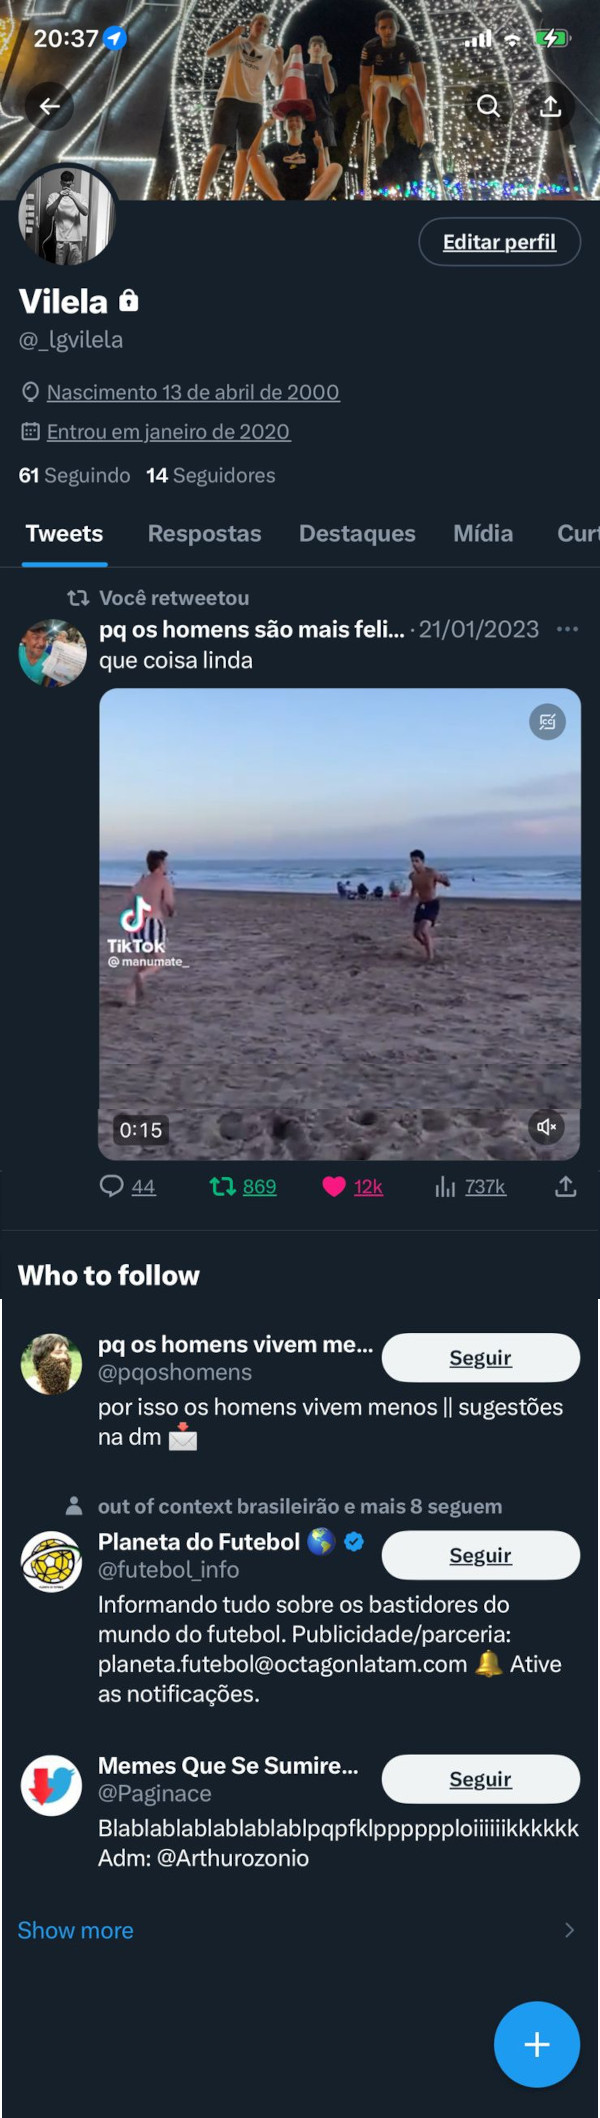 20:37
Editar perfil
Vilela
@_lgvilela
Nascimento 13 de abril de 2000
Entrou em janeiro de 2020
61 Seguindo 14 Seguidores
Tweets Respostas Destaques Mídia Curt
Você retweetou
pq os homens são mais feli... · 21/01/2023
que coisa linda
CC
TikTok
@manumate_
0:15
44 869 12k 737k
Who to follow
pq os homens vivem me...
Seguir
@pqoshomens
por isso os homens vivem menos || sugestões
na dm 📩
out of context brasileirão e mais 8 seguem
Planeta do Futebol 🌎
Seguir
@futebol_info
Informando tudo sobre os bastidores do
mundo do futebol. Publicidade/parceria:
planeta.futebol@octagonlatam.com 🔔 Ative
as notificações.
Memes Que Se Sumire...
Seguir
@Paginace
Blablablablablablablpqpfklppppppploiiiiiikkkkkk
Adm: @Arthurozonio
Show more